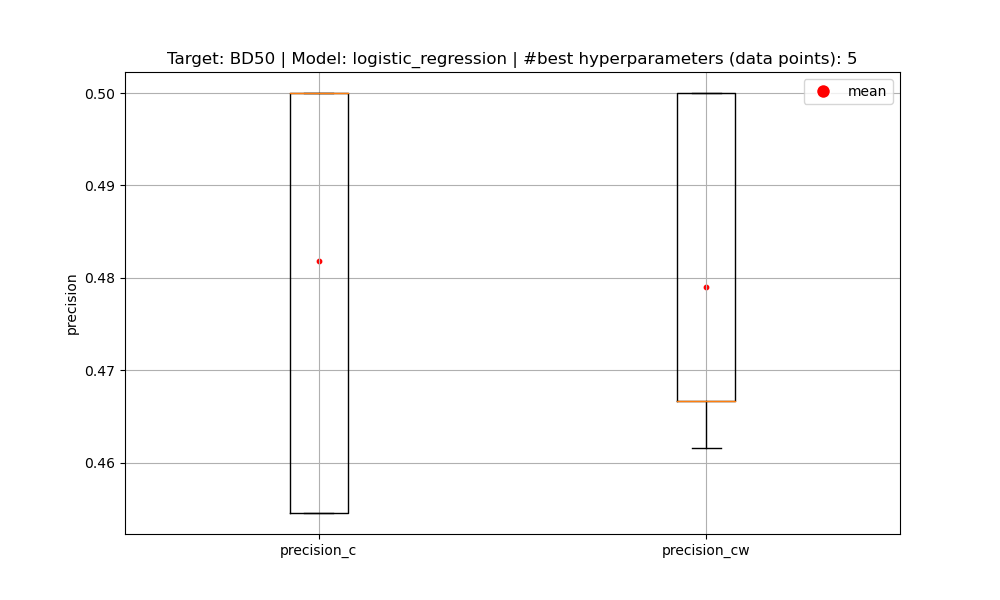 Target: BD50 | Model: logistic_regression | #best hyperparameters (data points): 5
mean
0.50
0.49
0.48
0.47
0.46
precision
precision_c
precision_cw